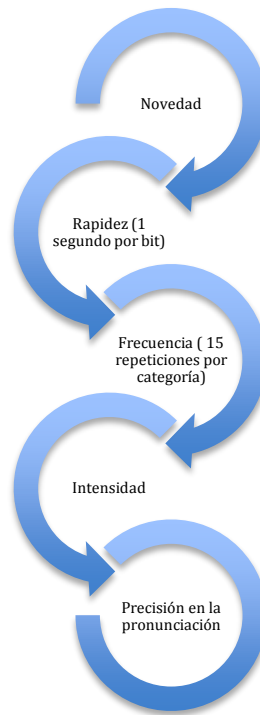 Novedad
Rapidez (1
segundo por bit)
Frecuencia ( 15
repeticiones por
categoría)
Intensidad
Precisión en la
pronunciación